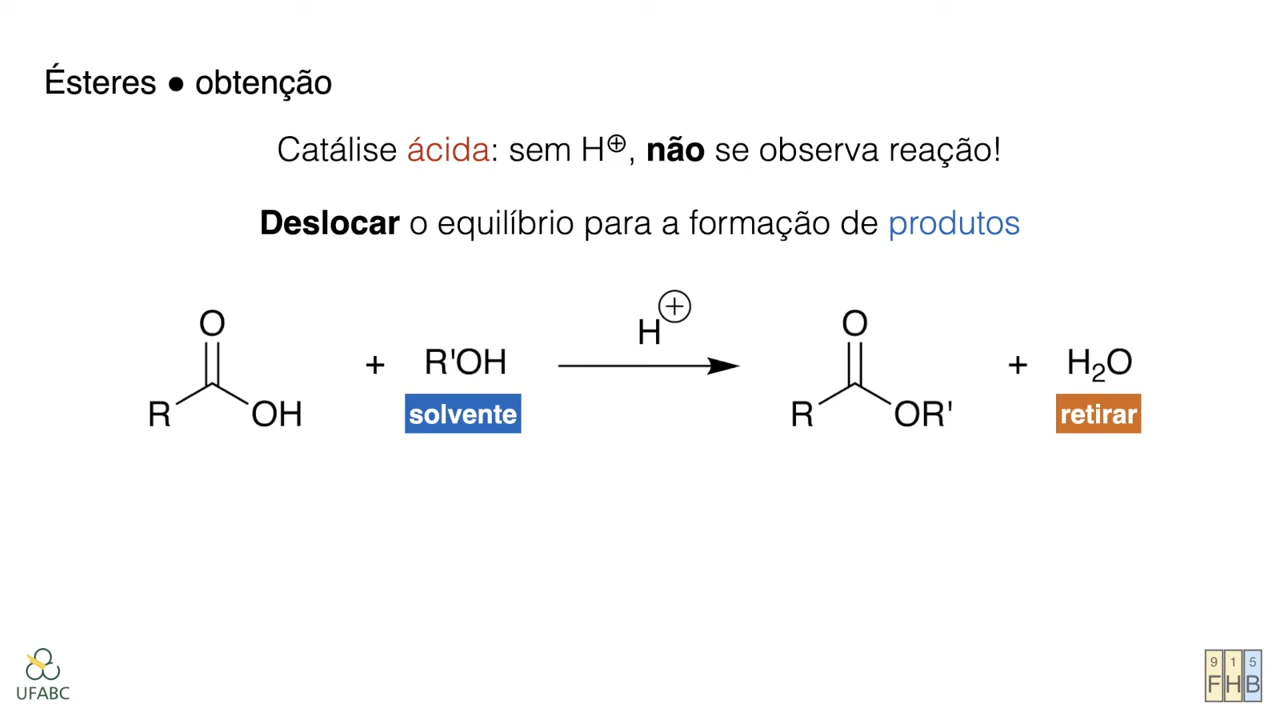 Ésteres ● obtenção
Catálise ácida: sem H⊕, não se observa reação!
Deslocar o equilíbrio para a formação de produtos
O
R
OH
+
R'OH
solvente
H⊕
O
R
OR'
+
H₂O
retirar
UFABC
9 1 5
F H B